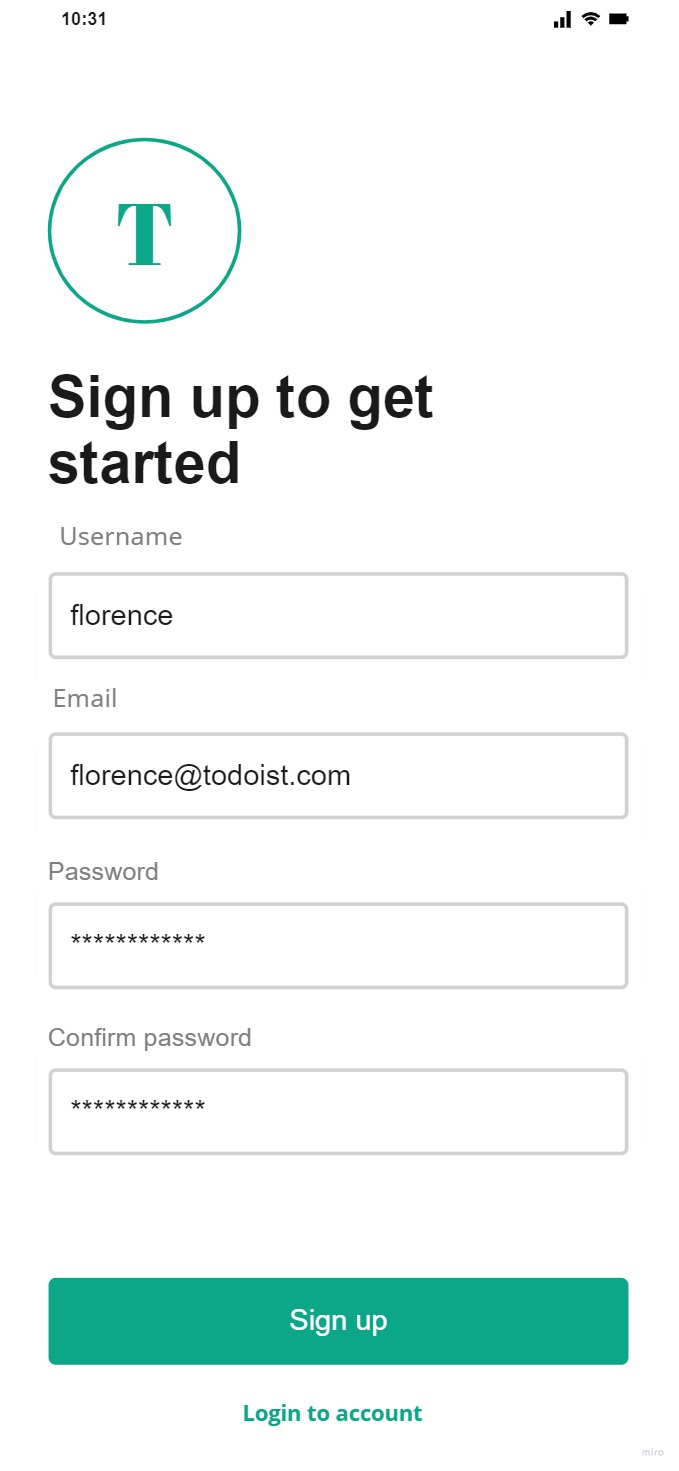 10:31
T
Sign up to get
started
Username
florence
Email
florence@todoist.com
Password
************
Confirm password
************
Sign up
Login to account
miro